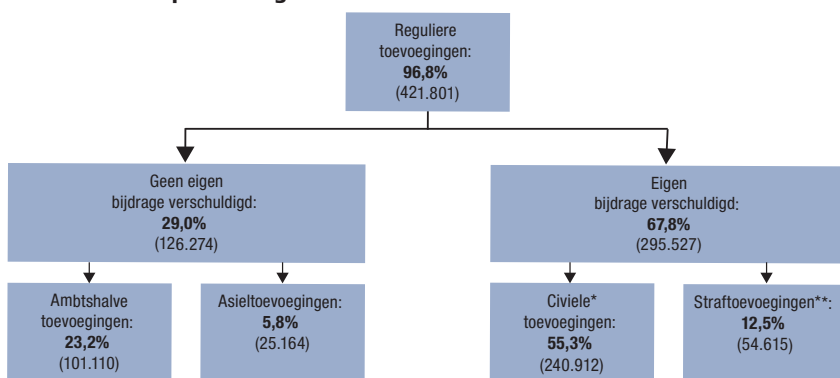 Reguliere
toevoegingen:
96,8%
(421.801)
Geen eigen
bijdrage verschuldigd:
29,0%
(126.274)
Eigen
bijdrage verschuldigd:
67,8%
(295.527)
Ambtshalve
toevoegingen:
23,2%
(101.110)
Asieltoevoegingen:
5,8%
(25.164)
Civiele*
toevoegingen:
55,3%
(240.912)
Straftoevoegingen**:
12,5%
(54.615)